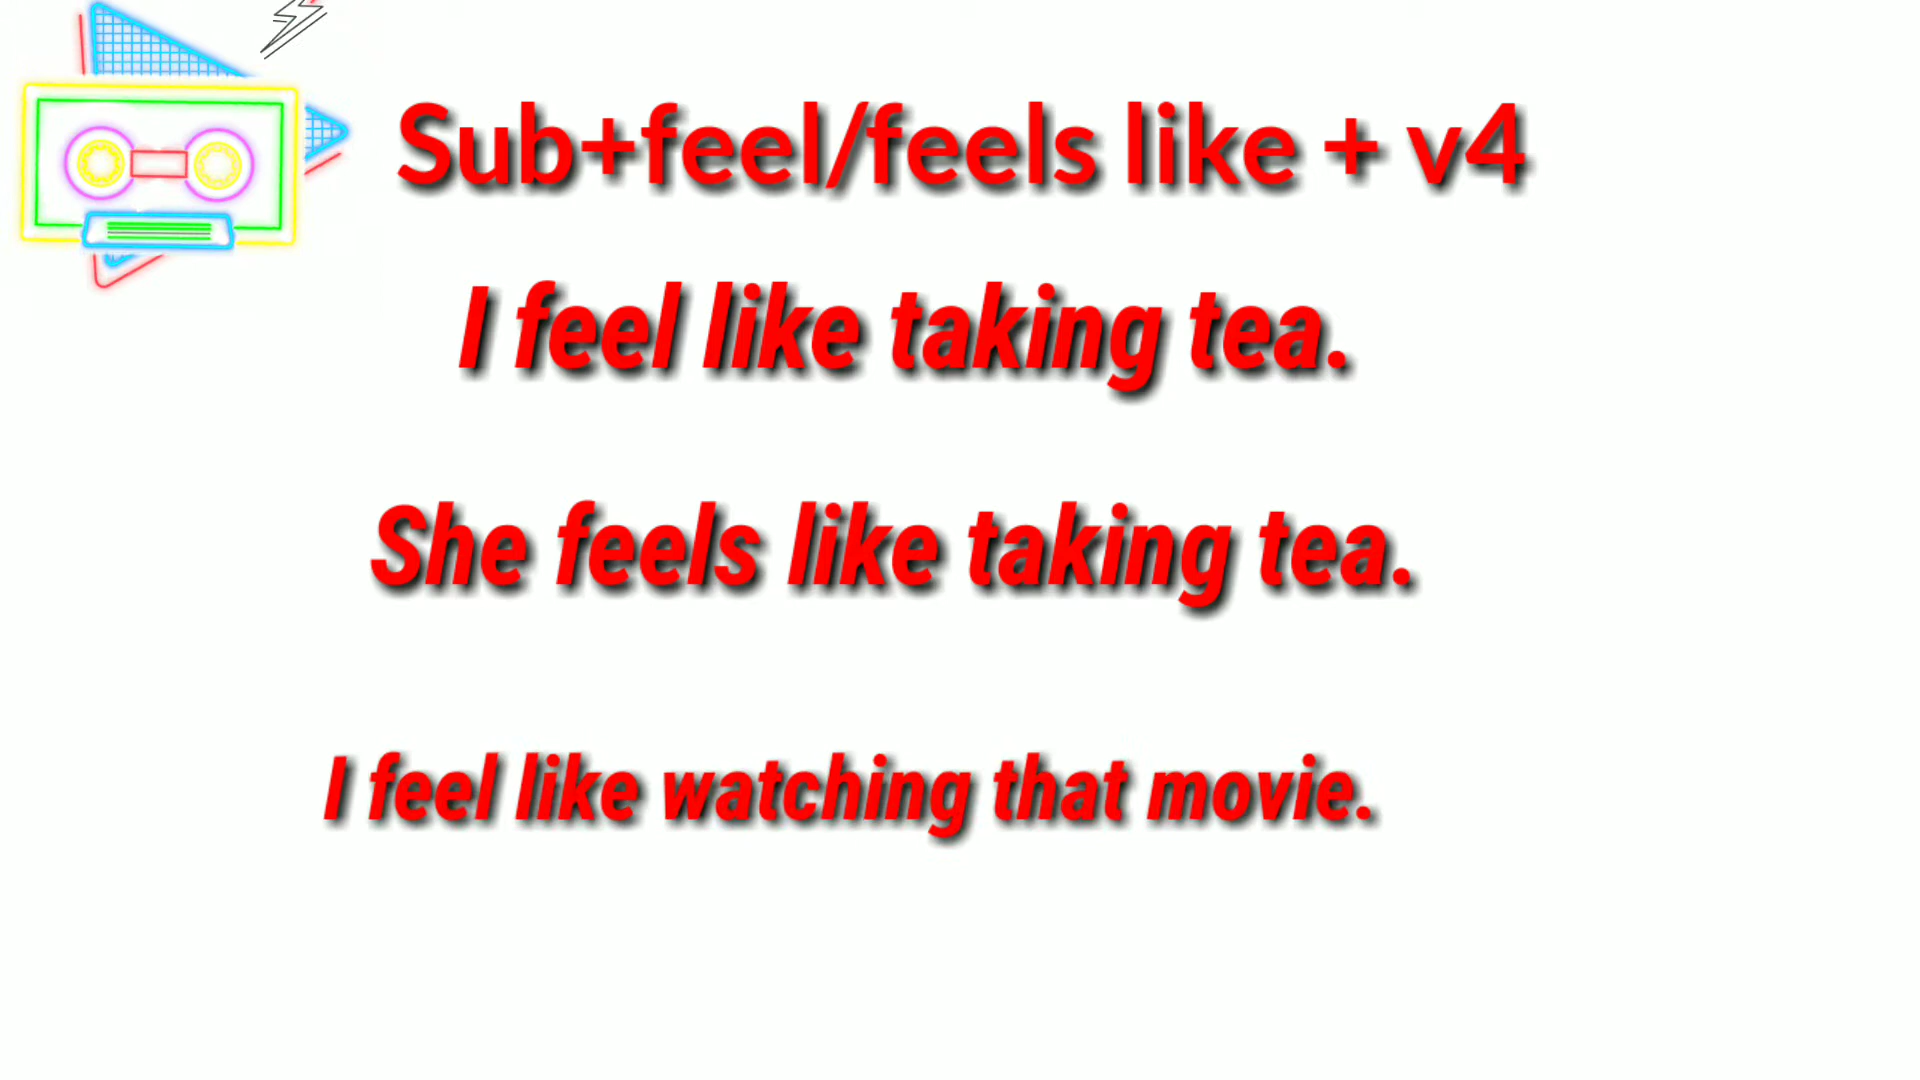 Sub+feel/feels like + v4
I feel like taking tea.
She feels like taking tea.
I feel like watching that movie.